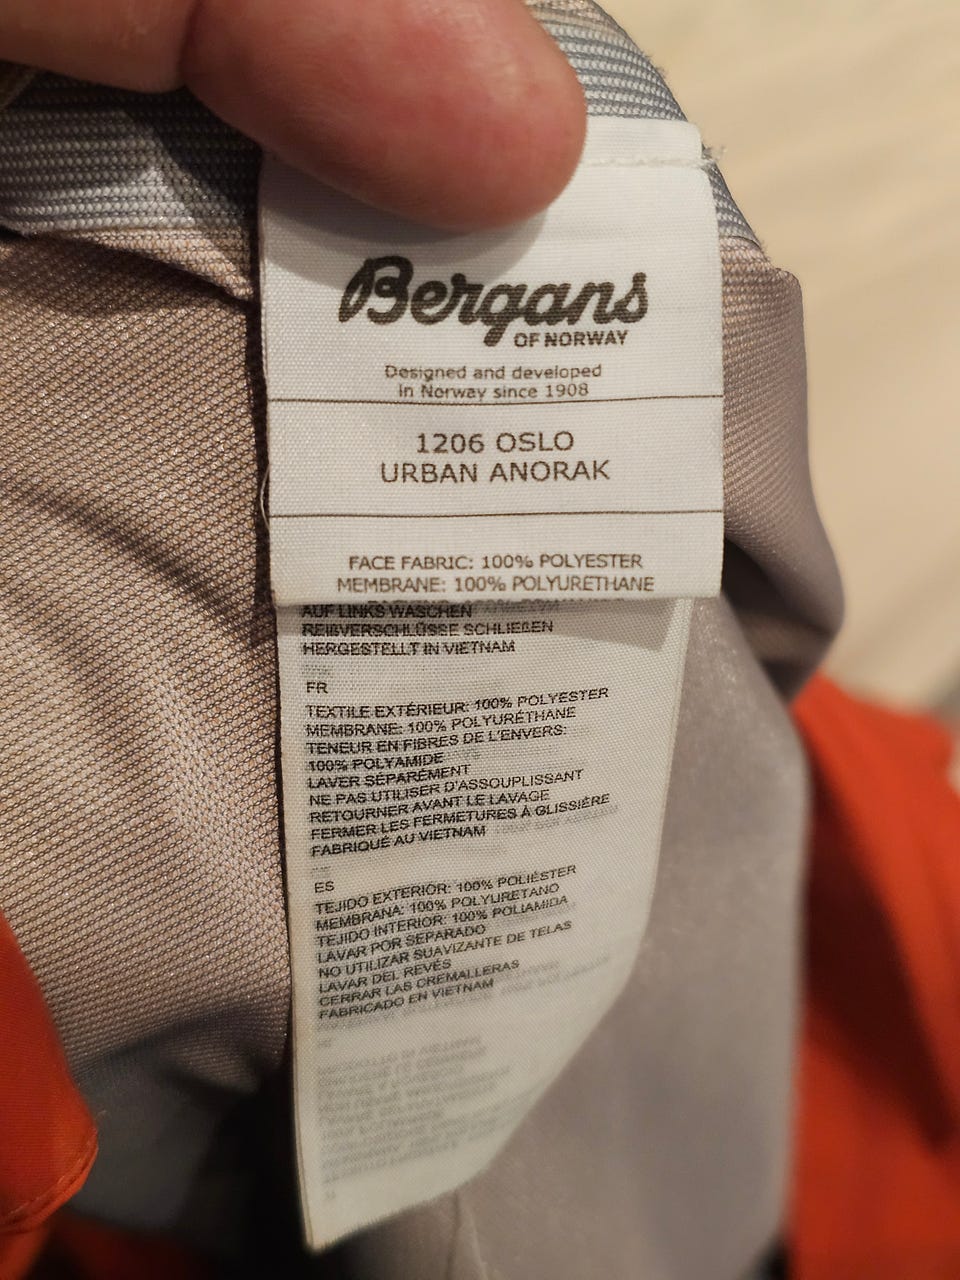 Bergans
OF NORWAY
Designed and developed
in Norway since 1908
1206 OSLO
URBAN ANORAK
FACE FABRIC: 100% POLYESTER
MEMBRANE: 100% POLYURETHANE
AUF LINKS WASCHEN
REIßVERSCHLÜSSE SCHLIEßEN
HERGESTELLT IN VIETNAM
FR
TEXTILE EXTÉRIEUR: 100% POLYESTER
MEMBRANE: 100% POLYURÉTHANE
TENEUR EN FIBRES DE L'ENVERS:
100% POLYAMIDE
LAVER SÉPARÉMENT
NE PAS UTILISER D'ASSOUPLISSANT
RETOURNER AVANT LE LAVAGE
FERMER LES FERMETURES À GLISSIÈRE
FABRIQUÉ AU VIETNAM
ES
TEJIDO EXTERIOR: 100% POLIÉSTER
MEMBRANA: 100% POLYURETANO
TEJIDO INTERIOR: 100% POLIAMIDA
LAVAR POR SEPARADO
NO UTILIZAR SUAVIZANTE DE TELAS
LAVAR DEL REVÉS
CERRAR LAS CREMALLERAS
FABRICADO EN VIETNAM